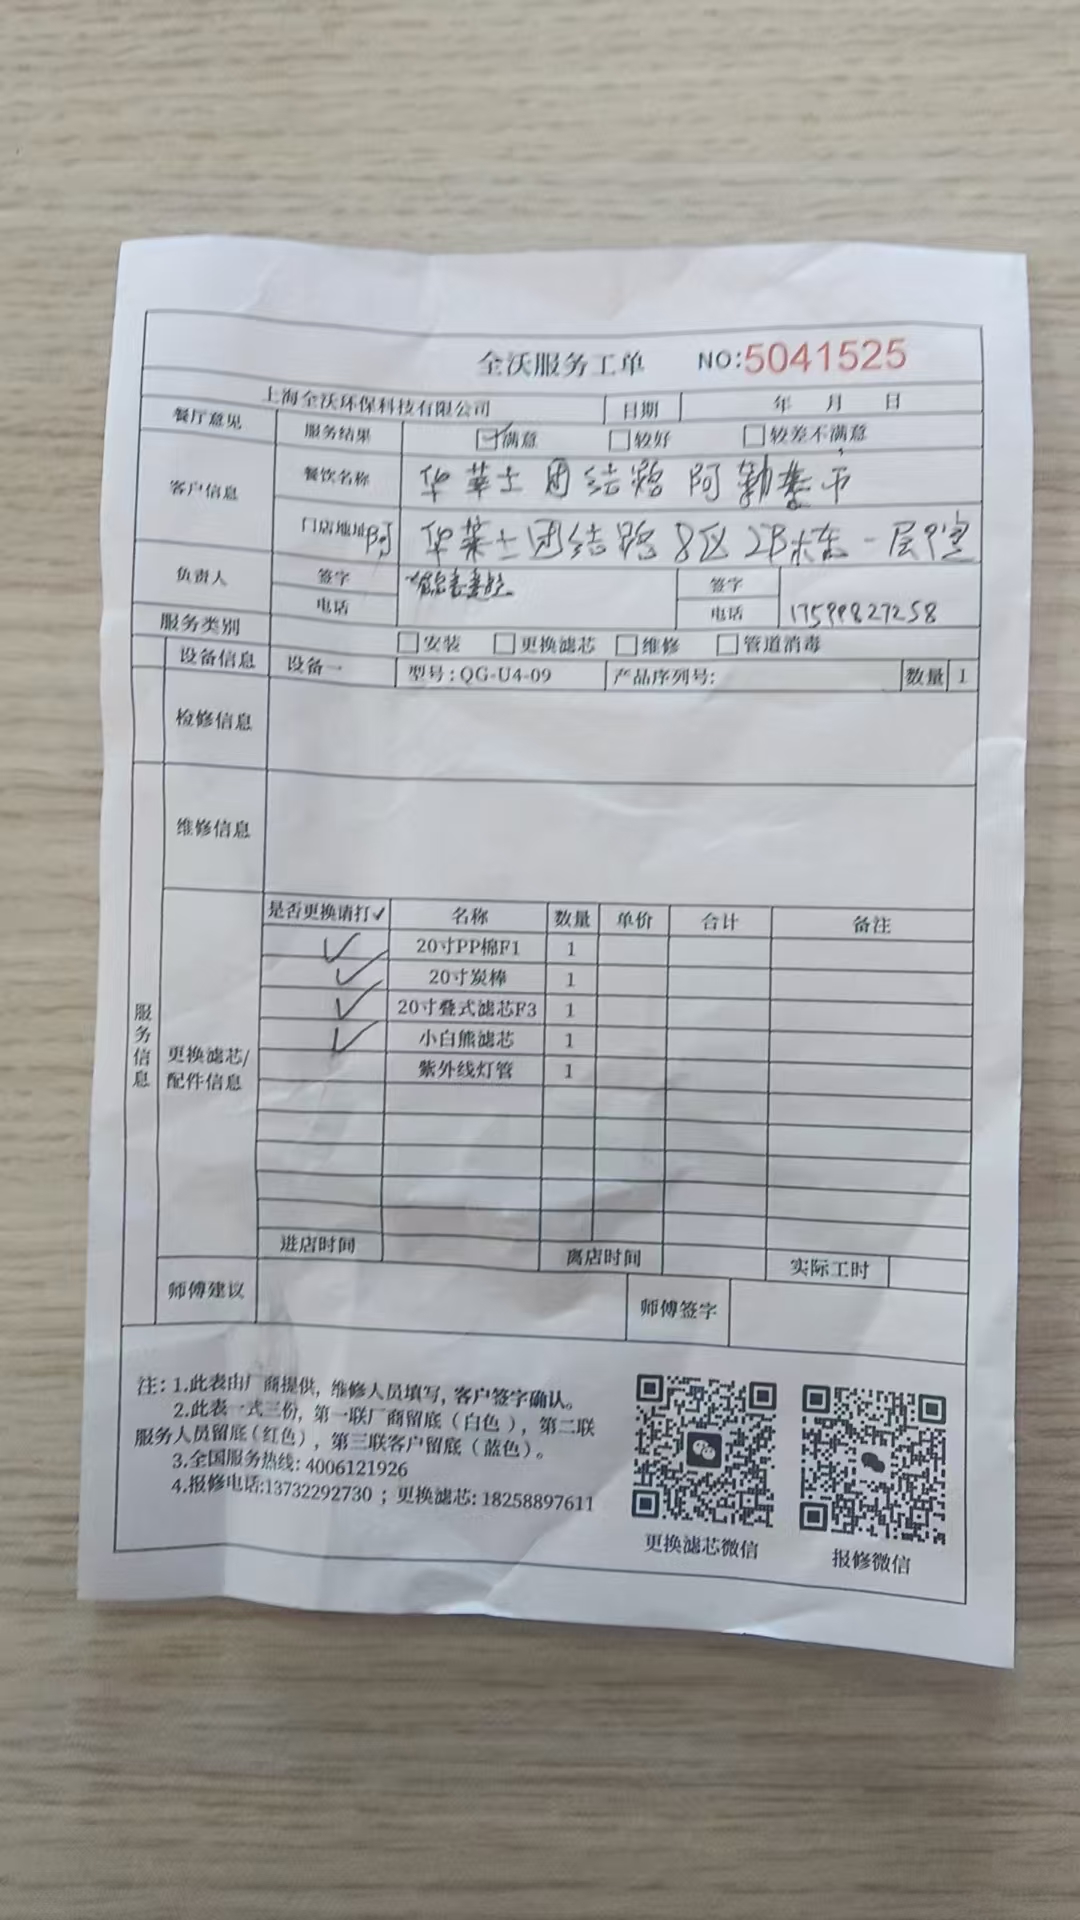 全沃服务工单 NO:5041525
上海全沃环保科技有限公司 日期 年 月 日
餐厅意见 服务结果 ☑满意 □较好 □较差不满意
客户信息 餐饮名称 华莱士团结路阿勒泰市
门店地址 阿 华莱士团结路8区2B栋一层9室
负责人 签字 签字
电话 电话 17599827258
服务类别 □安装 □更换滤芯 □维修 □管道消毒
设备信息 设备一 型号:QG-U4-09 产品序列号: 数量 1
检修信息
维修信息
服务信息
更换滤芯/配件信息
是否更换请打✓ 名称 数量 单价 合计 备注
✓ 20寸PP棉F1 1
✓ 20寸炭棒 1
✓ 20寸叠式滤芯F3 1
✓ 小白熊滤芯 1
紫外线灯管 1
进店时间 离店时间 实际工时
师傅建议 师傅签字
注: 1.此表由厂商提供, 维修人员填写, 客户签字确认。
2.此表一式三份, 第一联厂商留底(白色), 第二联
服务人员留底(红色), 第三联客户留底(蓝色)。
3.全国服务热线: 4006121926
4.报修电话:13732292730 ; 更换滤芯: 18258897611
更换滤芯微信 报修微信